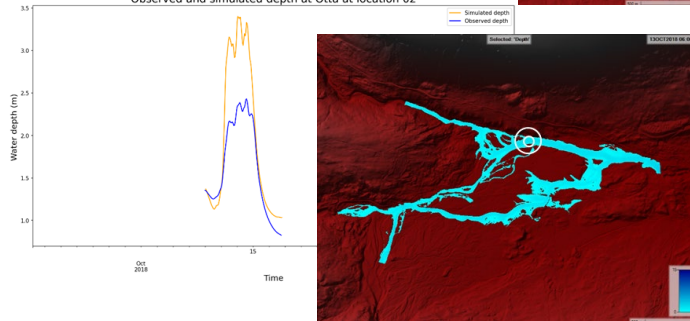 Observed and simulated depth at Otta at location 02
Simulated depth
Observed depth
3.5
3.0
2.5
2.0
1.5
1.0
Water depth (m)
15
Oct
2018
Time
Selected: 'Depth'
13OCT2018 06:0